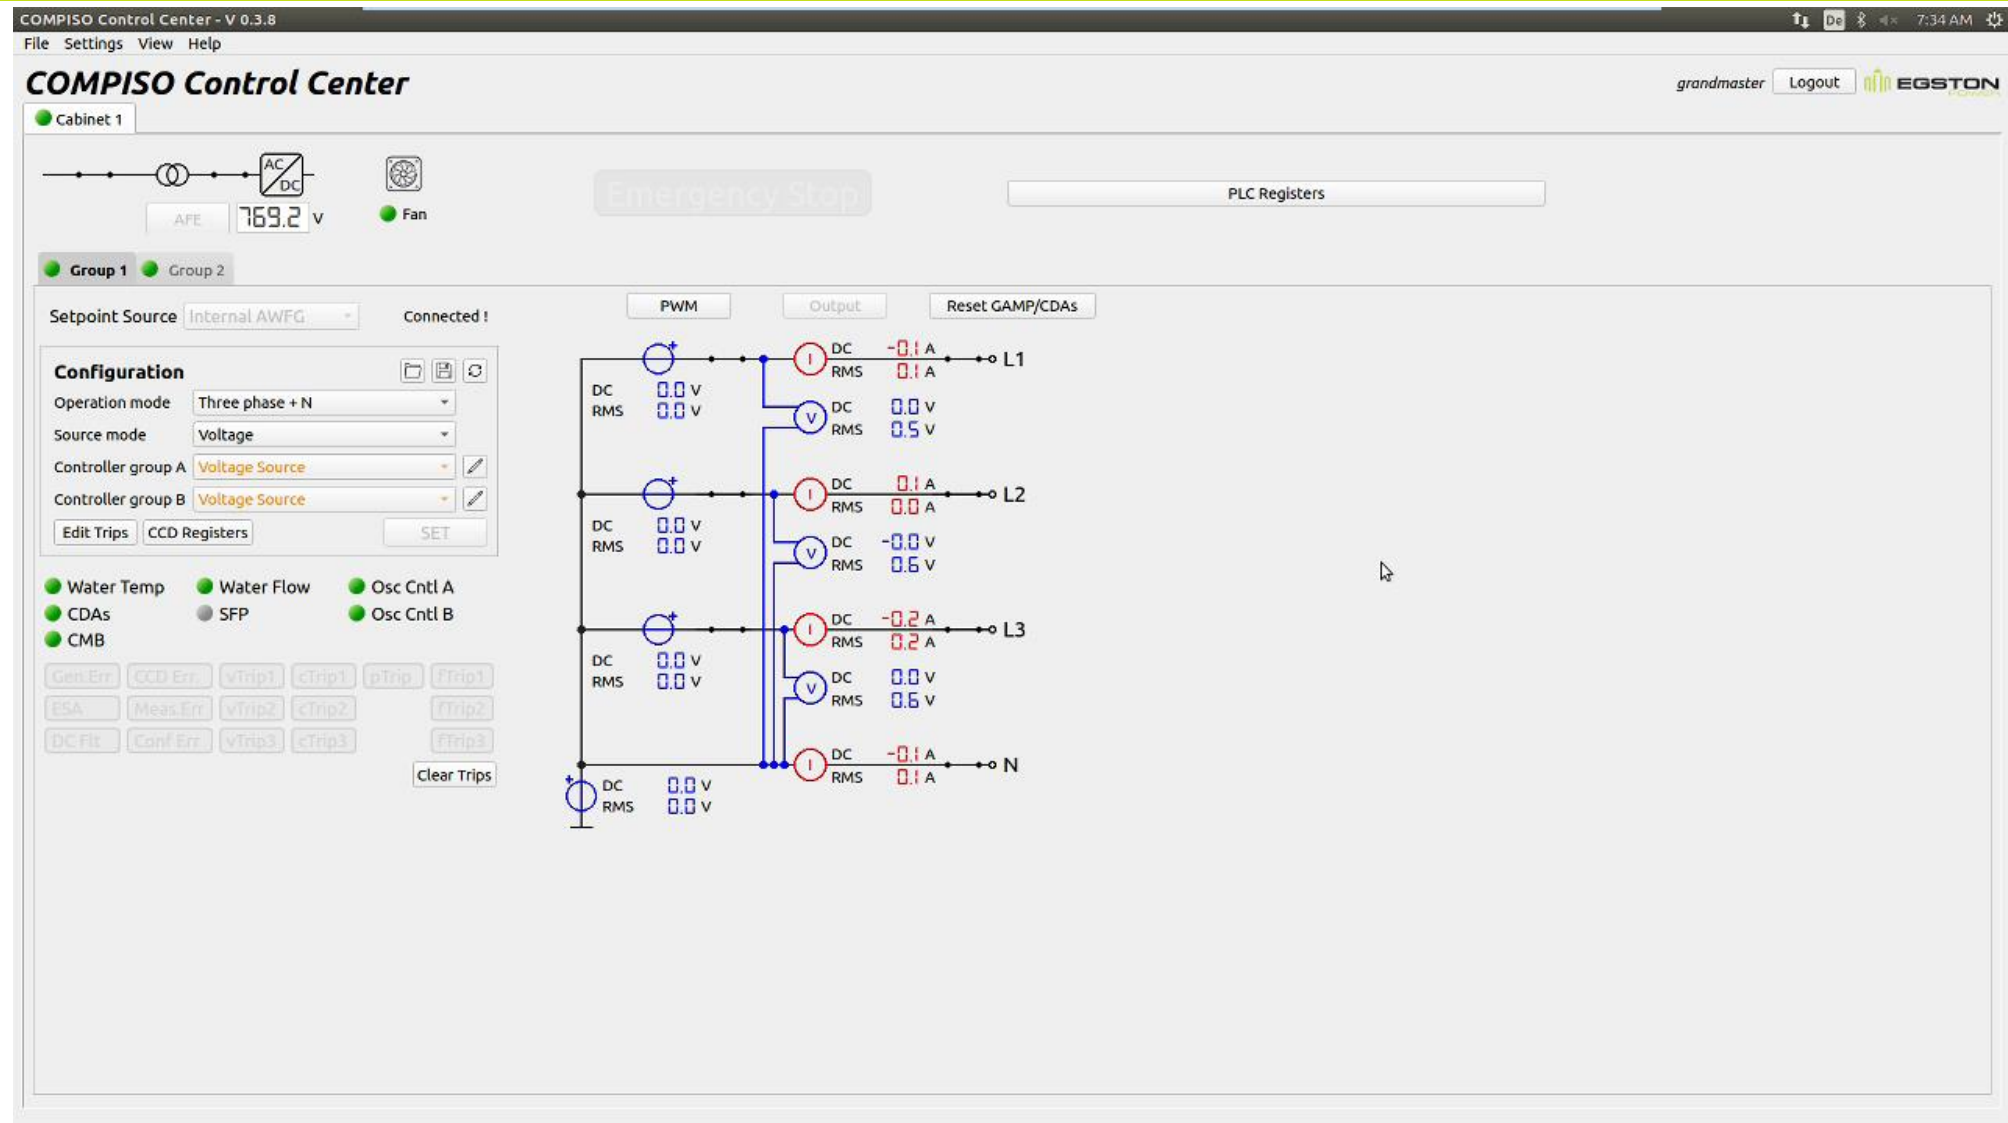 COMPISO Control Center - V 0.3.8
De 7:34 AM
File Settings View Help
COMPISO Control Center
grandmaster Logout EGSTON
POWER
Cabinet 1
AC
DC
AFE 769.2 V
Fan
Emergency Stop
PLC Registers
Group 1 Group 2
Setpoint Source Internal AWFG Connected !
PWM Output Reset GAMP/CDAs
Configuration
Operation mode Three phase + N
Source mode Voltage
Controller group A Voltage Source
Controller group B Voltage Source
Edit Trips CCD Registers SET
Water Temp Water Flow Osc Cntl A
CDAs SFP Osc Cntl B
CMB
Gen.Err CCD Err. vTrip1 cTrip1 pTrip fTrip1
ESA Meas.Err vTrip2 cTrip2 fTrip2
DC Flt Conf Err vTrip3 cTrip3 fTrip3
Clear Trips
+ I DC -0.1 A L1
RMS 0.1 A
DC 0.0 V
RMS 0.0 V
V DC 0.0 V
RMS 0.5 V
+ I DC 0.1 A L2
RMS 0.0 A
DC 0.0 V
RMS 0.0 V
V DC -0.0 V
RMS 0.6 V
+ I DC -0.2 A L3
RMS 0.2 A
DC 0.0 V
RMS 0.0 V
V DC 0.0 V
RMS 0.6 V
I DC -0.1 A N
RMS 0.1 A
+ DC 0.0 V
RMS 0.0 V